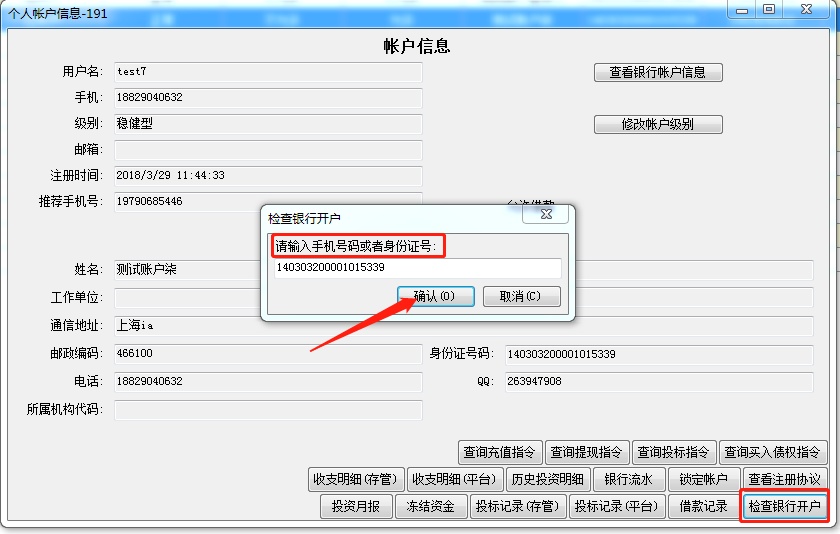 个人帐户信息-191
帐户信息
用户名: test7 查看银行帐户信息
手机: 18829040632
级别: 稳健型 修改帐户级别
邮箱:
注册时间: 2018/3/29 11:44:33
推荐手机号: 19790685446
检查银行开户
请输入手机号码或者身份证号:
140303200001015339
确认(O) 取消(C)
姓名: 测试账户柒
工作单位:
通信地址: 上海ia
邮政编码: 466100 身份证号码: 140303200001015339
电话: 18829040632 QQ: 263947908
所属机构代码:
查询充值指令 查询提现指令 查询投标指令 查询买入债权指令
收支明细(存管) 收支明细(平台) 历史投资明细 银行流水 锁定帐户 查看注册协议
投资月报 冻结资金 投标记录(存管) 投标记录(平台) 借款记录 检查银行开户